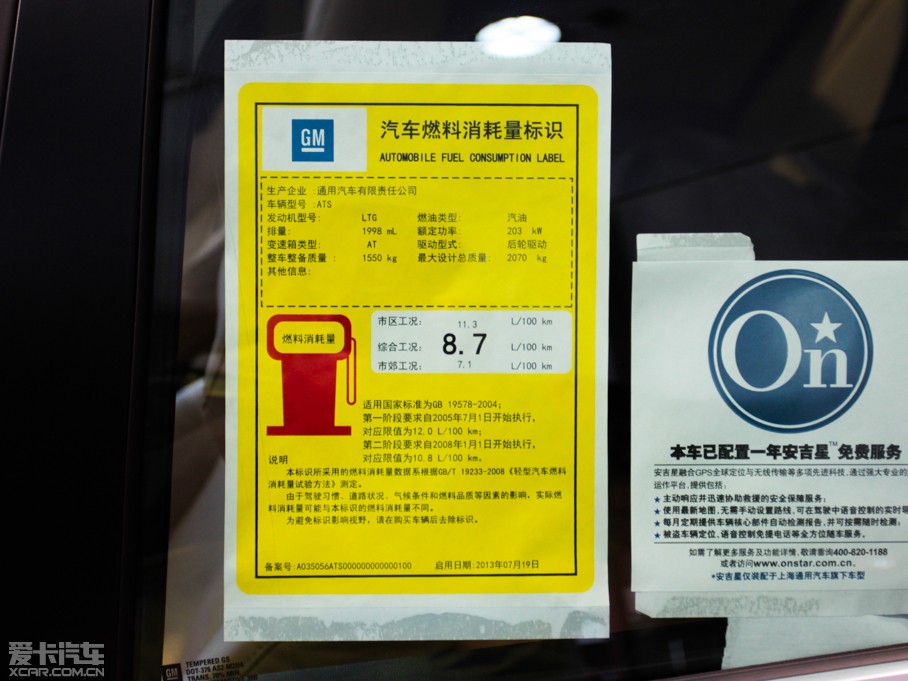 GM
汽车燃料消耗量标识
AUTOMOBILE FUEL CONSUMPTION LABEL
生产企业 :通用汽车有限责任公司
车辆型号 :ATS
发动机型号: LTG 燃油类型: 汽油
排量: 1998 mL 额定功率: 203 kW
变速箱类型: AT 驱动型式: 后轮驱动
整车整备质量 : 1550 kg 最大设计总质量: 2070 kg
其他信息:
燃料消耗量
市区工况: 11.3 L/100 km
综合工况: 8.7 L/100 km
市郊工况: 7.1 L/100 km
适用国家标准为GB 19578-2004;
第一阶段要求自2005年7月1日开始执行,
对应限值为12.0 L/100 km;
第二阶段要求自2008年1月1日开始执行,
对应限值为10.8 L/100 km。
说明
本标识所采用的燃料消耗量数据系根据GB/T 19233-2008《轻型汽车燃料
消耗量试验方法》测定。
由于驾驶习惯、道路状况、气候条件和燃料品质等因素的影响,实际燃
料消耗量可能与本标识的燃料消耗量不同。
为避免标识影响视野,请在购买车辆后去除标识。
备案号:A035056ATS000000000000100 启用日期:2013年07月19日
On
本车已配置一年安吉星™免费服务
安吉星融合GPS全球定位与无线传输等多项先进科技,通过强大专业的
运作平台,提供包括:
★主动响应并迅速协助救援的安全保障服务;
★使用最新地图,无需手动设置路线,可在驾驶中语音控制的实时导
★每月定期提供车辆核心部件自动检测报告,并可按需随时检测;
★被盗车辆定位、语音控制免提电话等全方位随车服务。
如需了解更多服务及功能详情,敬请垂询400-820-1188
或者访问www.onstar.com.cn.
*安吉星仅装配于上海通用汽车旗下车型
爱卡汽车
XCAR.COM.CN
GM
TEMPERED GS